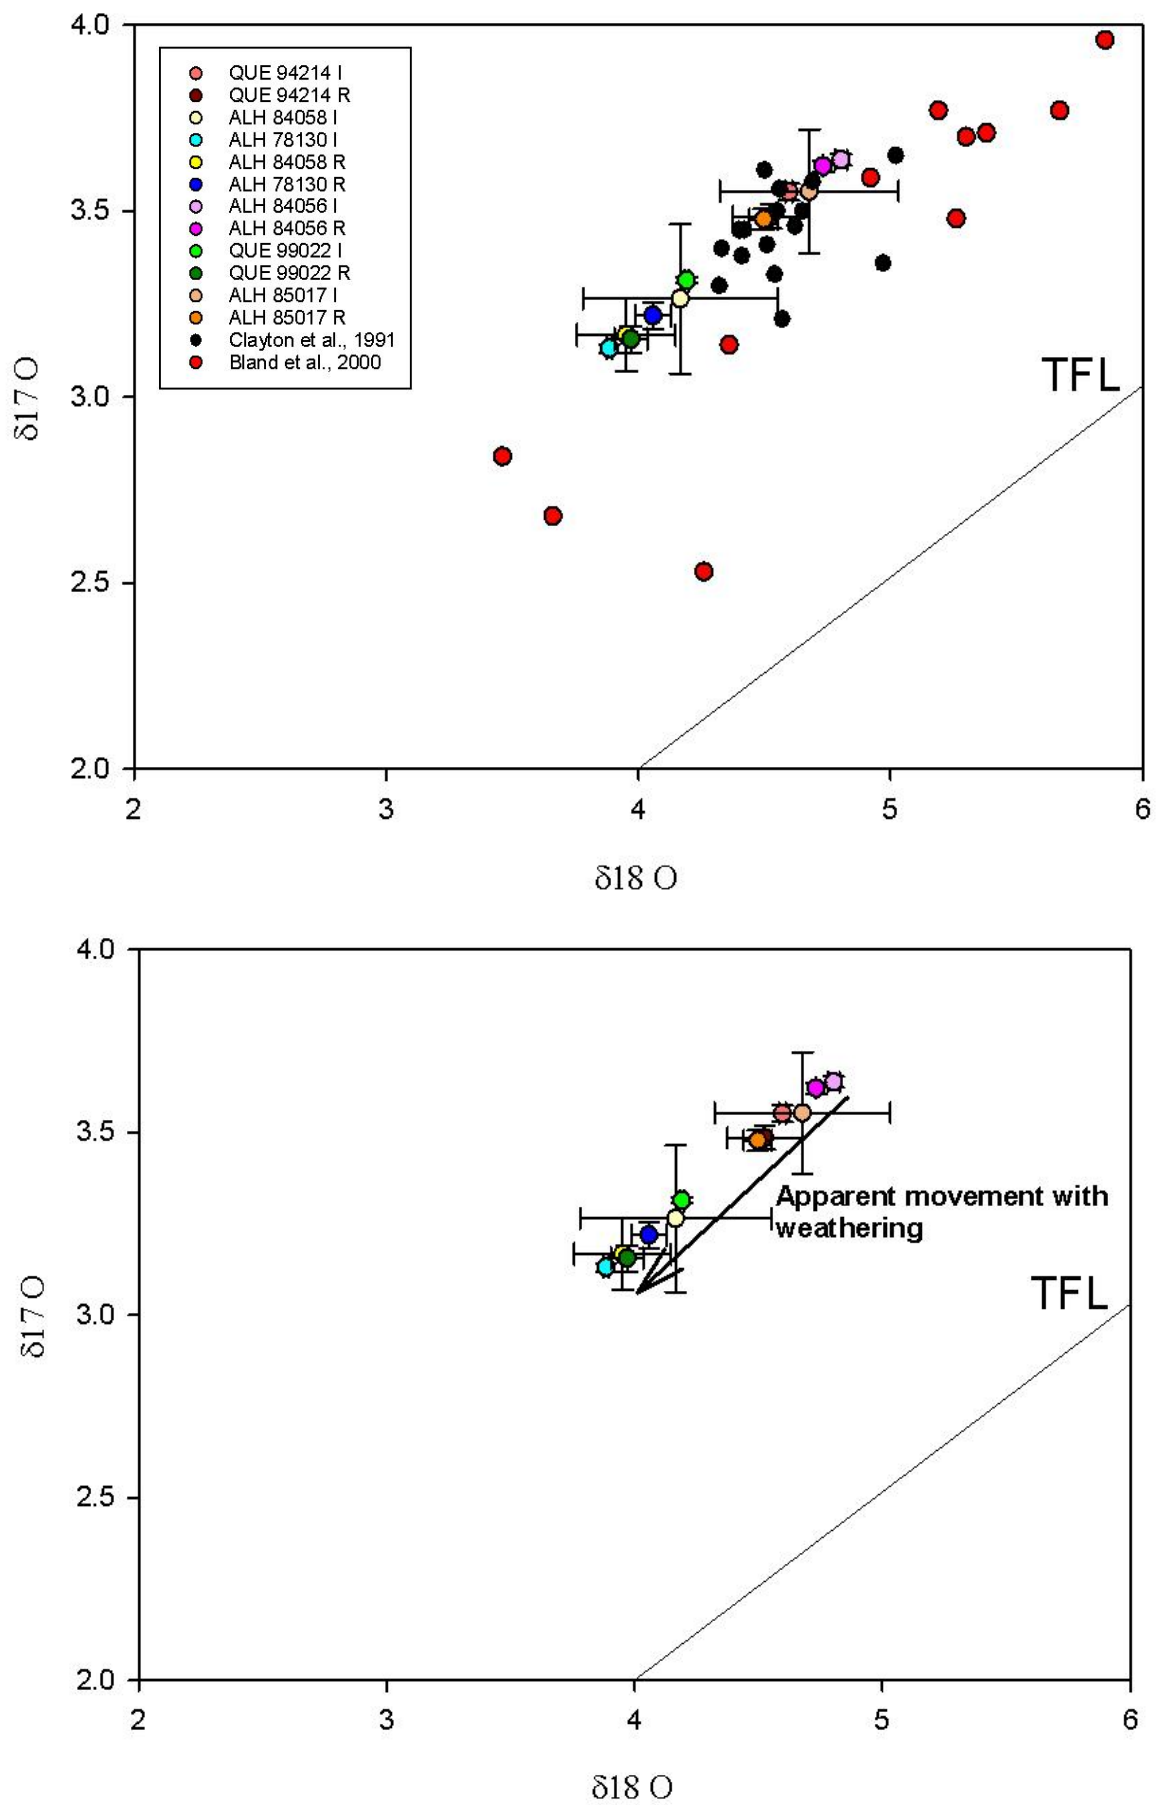 4.0
QUE 94214 I
QUE 94214 R
ALH 84058 I
ALH 78130 I
ALH 84058 R
ALH 78130 R
ALH 84056 I
ALH 84056 R
QUE 99022 I
QUE 99022 R
ALH 85017 I
ALH 85017 R
Clayton et al., 1991
Bland et al., 2000
3.5
3.0
2.5
2.0
δ17 O
TFL
2 3 4 5 6
δ18 O
4.0
3.5
3.0
2.5
2.0
δ17 O
Apparent movement with
weathering
TFL
2 3 4 5 6
δ18 O